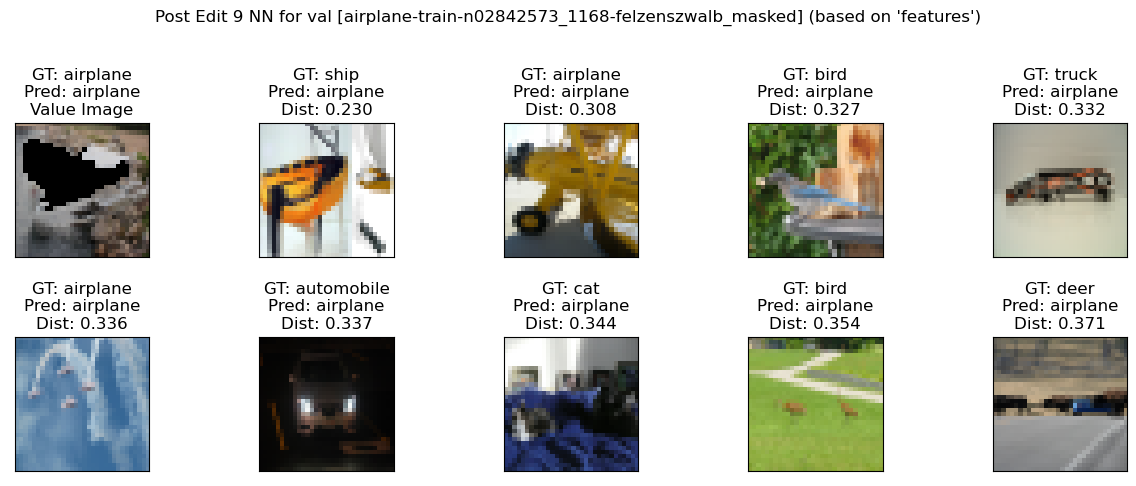 Post Edit 9 NN for val [airplane-train-n02842573_1168-felzenszwalb_masked] (based on 'features')
GT: airplane
Pred: airplane
Value Image
GT: ship
Pred: airplane
Dist: 0.230
GT: airplane
Pred: airplane
Dist: 0.308
GT: bird
Pred: airplane
Dist: 0.327
GT: truck
Pred: airplane
Dist: 0.332
GT: airplane
Pred: airplane
Dist: 0.336
GT: automobile
Pred: airplane
Dist: 0.337
GT: cat
Pred: airplane
Dist: 0.344
GT: bird
Pred: airplane
Dist: 0.354
GT: deer
Pred: airplane
Dist: 0.371